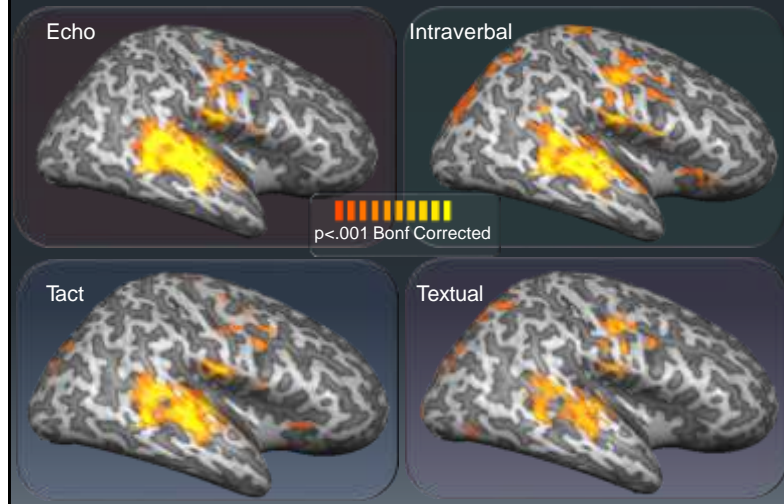 Echo
Intraverbal
p<.001 Bonf Corrected
Tact
Textual